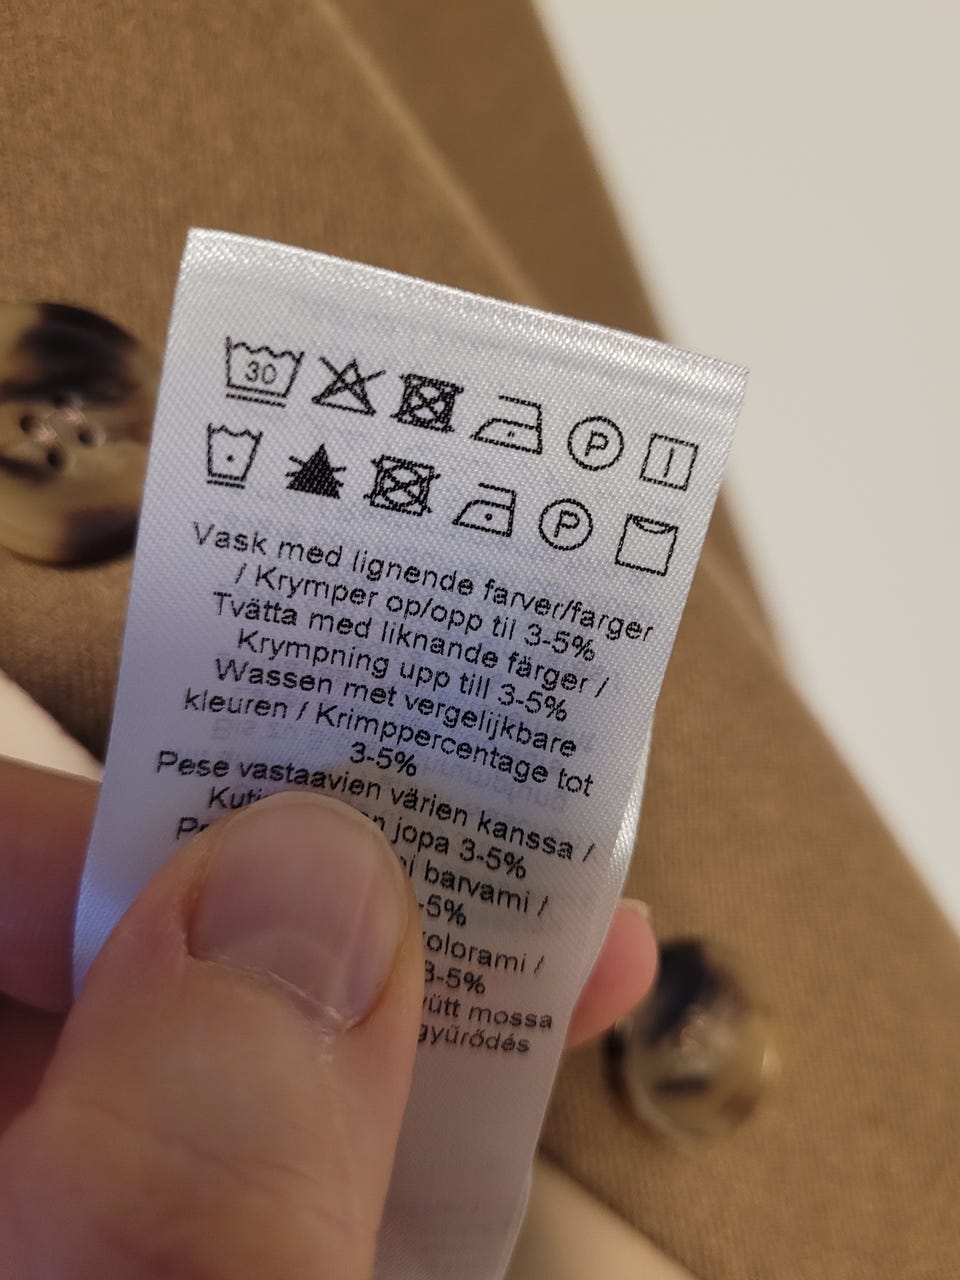 30
P
P
Vask med lignende farver/farger
/ Krymper op/opp til 3-5%
Tvätta med liknande färger /
Krympning upp till 3-5%
Wassen met vergelijkbare
kleuren / Krimppercentage tot
3-5%
Pese vastaavien värien kanssa /
jopa 3-5%
barvami /
-5%
3-5%
mossa